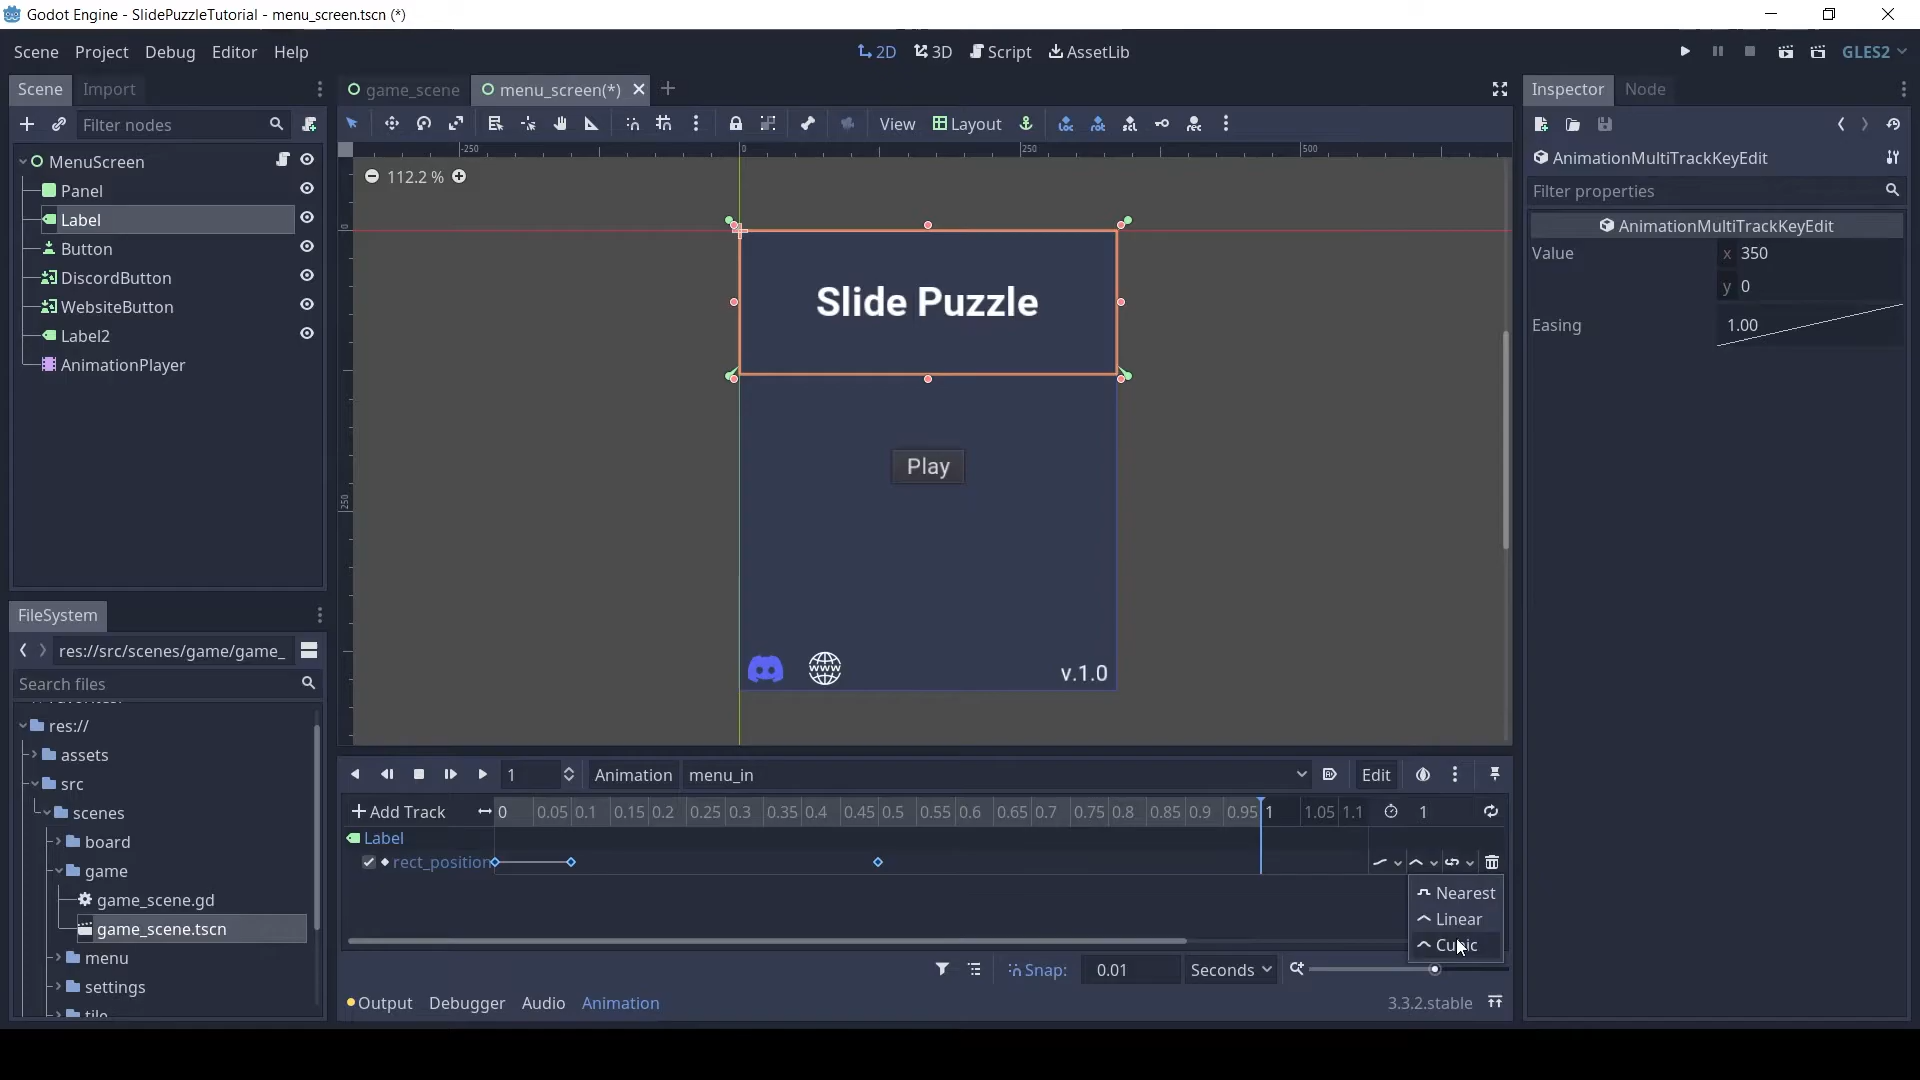 Godot Engine - SlidePuzzleTutorial - menu_screen.tscn (*)
Scene Project Debug Editor Help
2D 3D Script AssetLib
GLES2
Scene Import
game_scene menu_screen(*)
Inspector Node
Filter nodes
View Layout
MenuScreen
Panel
Label
Button
DiscordButton
WebsiteButton
Label2
AnimationPlayer
-250 0 250 500
112.2 %
0
250
Slide Puzzle
Play
v.1.0
AnimationMultiTrackKeyEdit
Filter properties
AnimationMultiTrackKeyEdit
Value x 350
y 0
Easing 1.00
FileSystem
res://src/scenes/game/game_
Search files
res://
assets
src
scenes
board
game
game_scene.gd
game_scene.tscn
menu
settings
1 Animation menu_in Edit
Add Track 0 0.05 0.1 0.15 0.2 0.25 0.3 0.35 0.4 0.45 0.5 0.55 0.6 0.65 0.7 0.75 0.8 0.85 0.9 0.95 1 1.05 1.1 1
Label
rect_position
Nearest
Linear
Cubic
Snap: 0.01 Seconds
Output Debugger Audio Animation
3.3.2.stable